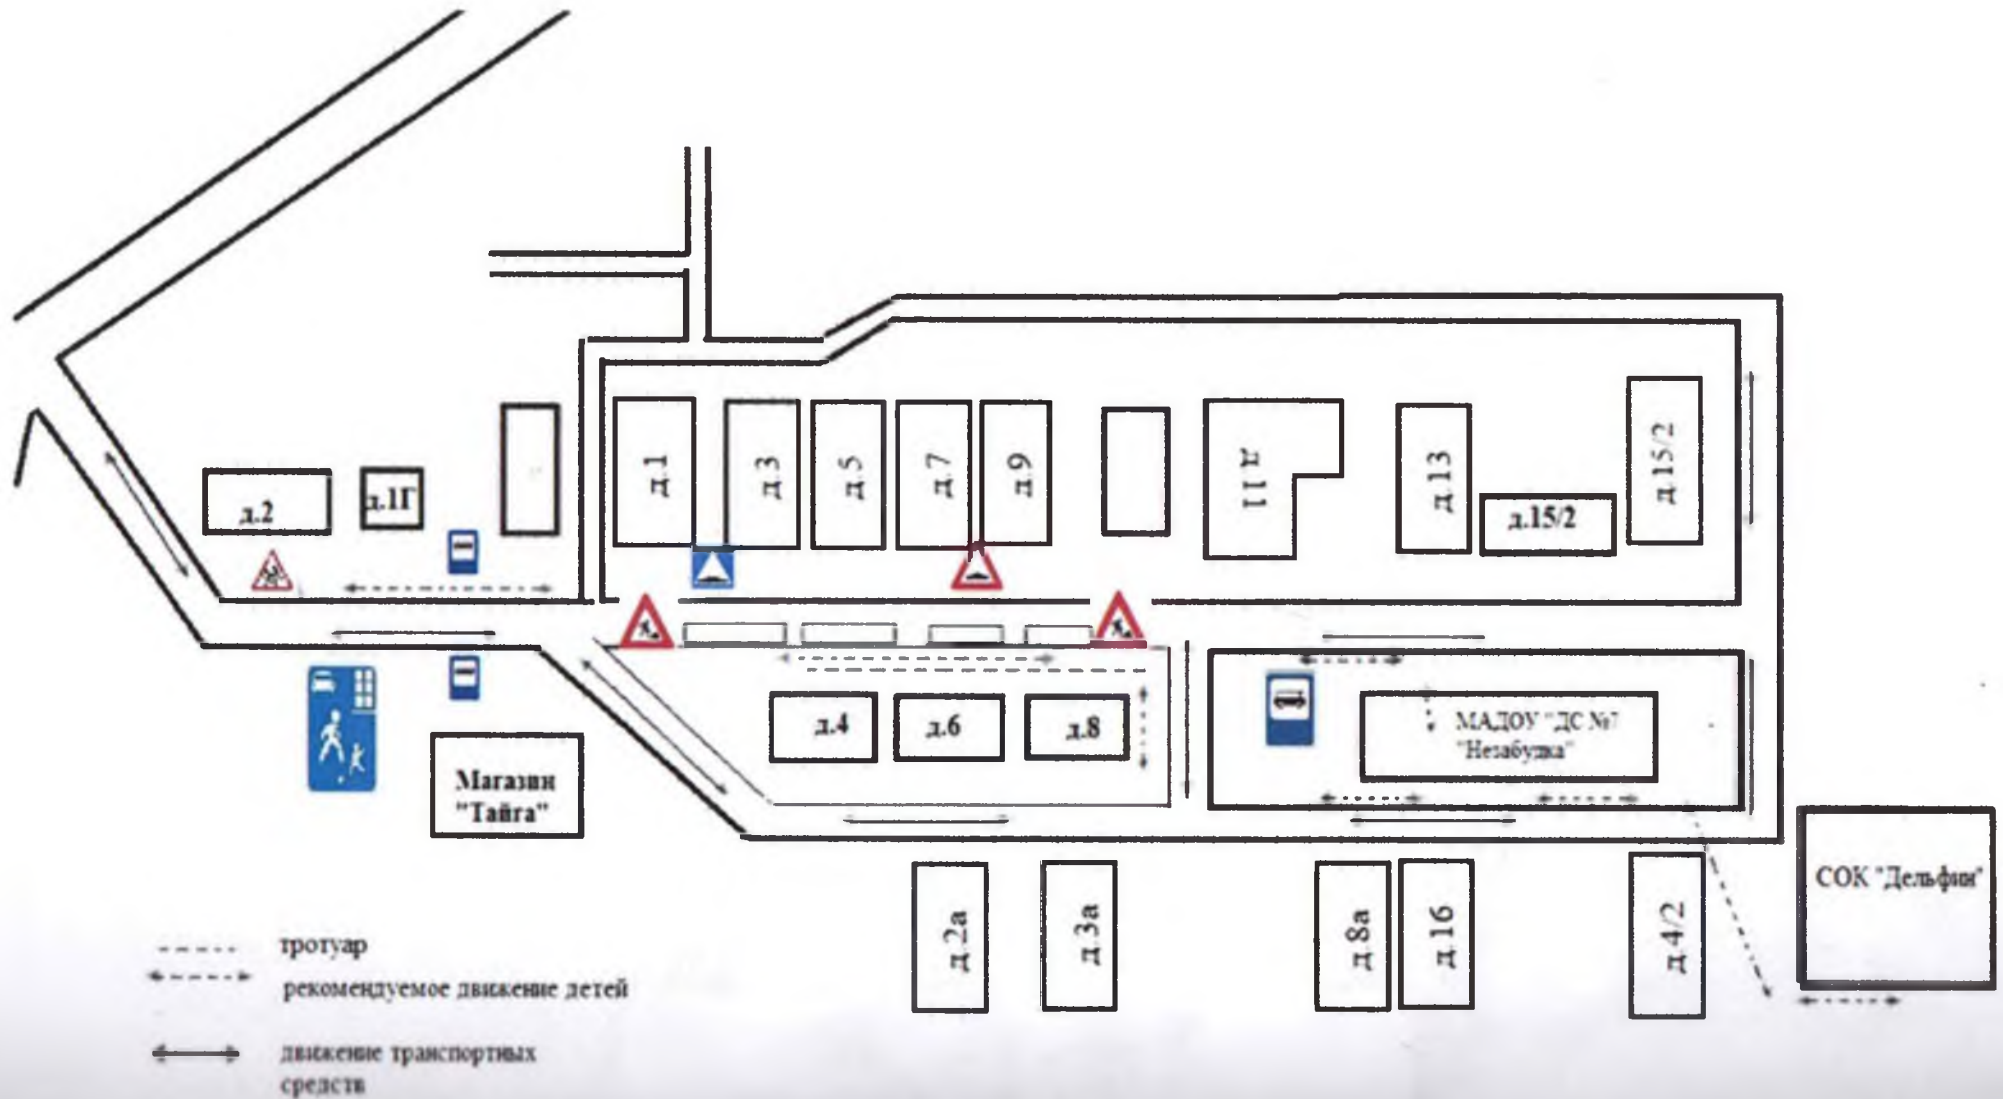 д.2
д.1Г
д.1
д.3
д.5
д.7
д.9
д.11
д.13
д.15/2
д.15/2
д.4
д.6
д.8
МАДОУ "ДС №7
"Незабудка"
Магазин
"Тайга"
СОК "Дельфин"
д.2а
д.3а
д.8а
д.16
д.4/2
тротуар
рекомендуемое движение детей
движение транспортных
средств